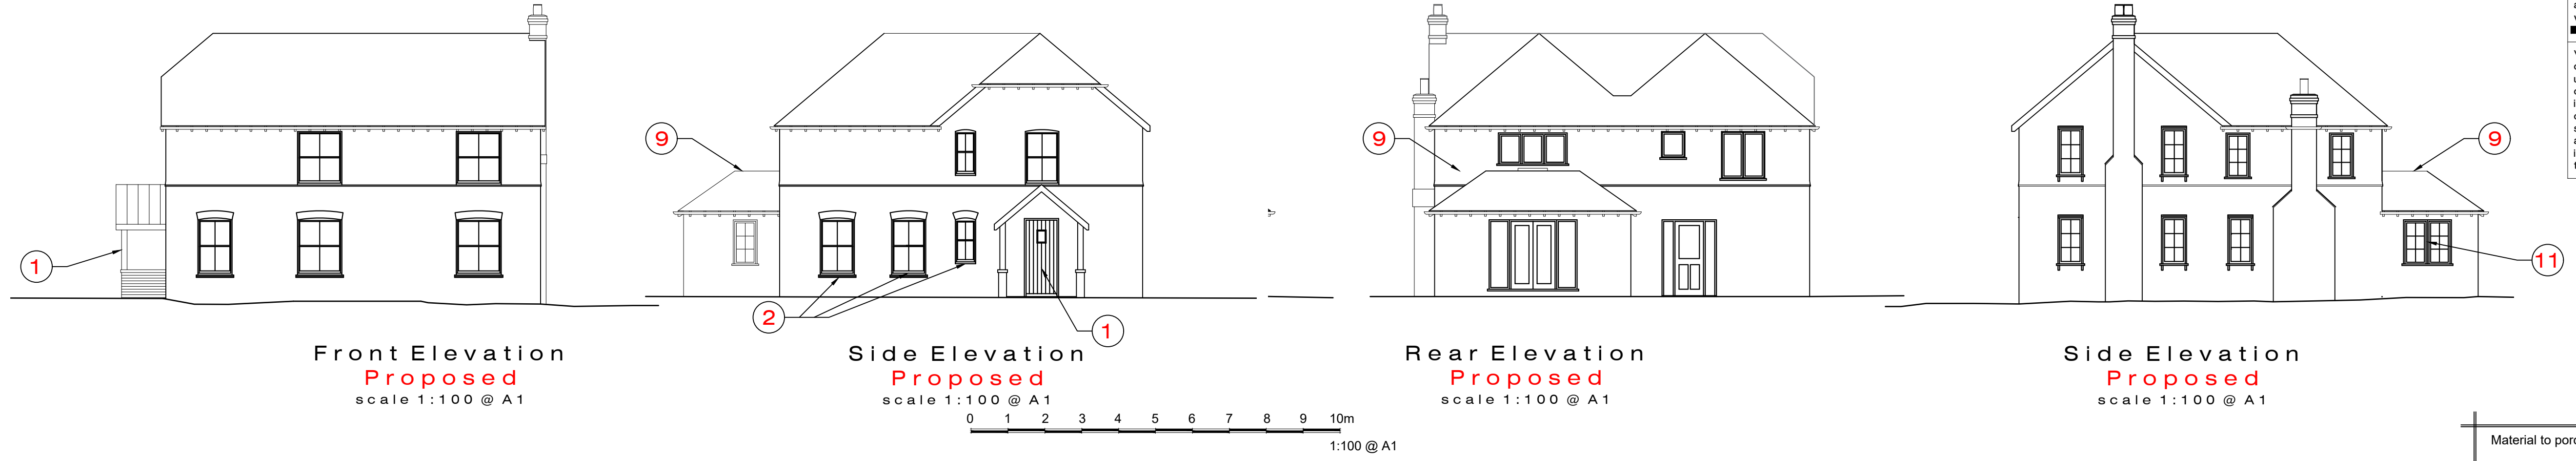 9
9
9
1
11
2
1
Front Elevation
Proposed
scale 1:100 @ A1
Side Elevation
Proposed
scale 1:100 @ A1
Rear Elevation
Proposed
scale 1:100 @ A1
Side Elevation
Proposed
scale 1:100 @ A1
0 1 2 3 4 5 6 7 8 9 10m
1:100 @ A1
Material to